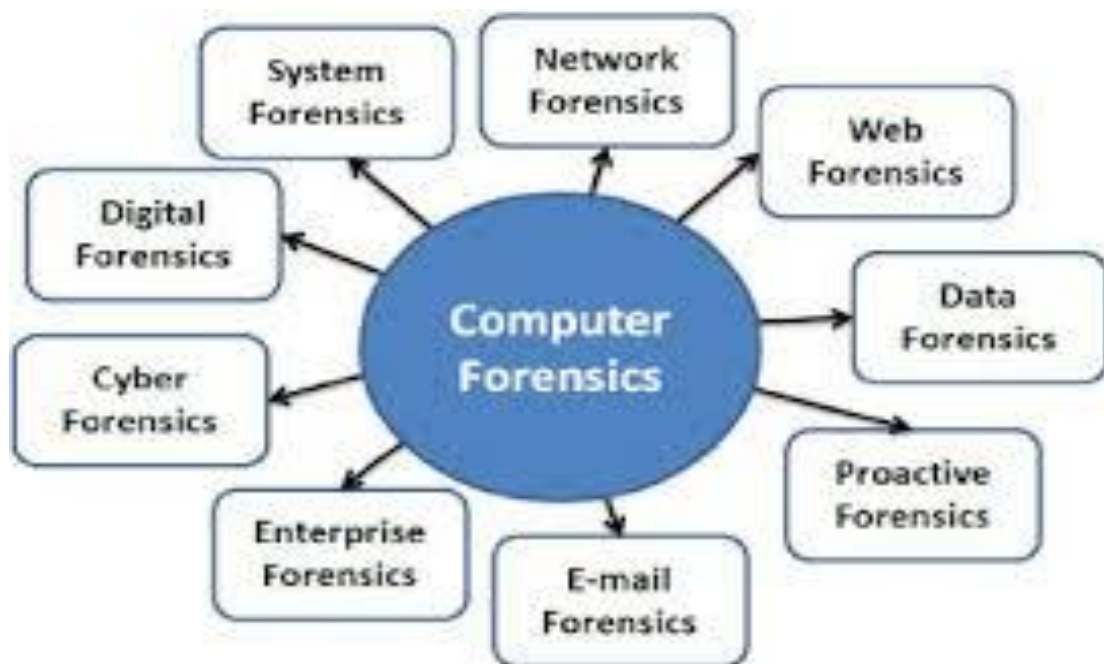 System
Forensics
Network
Forensics
Web
Forensics
Digital
Forensics
Data
Forensics
Computer
Forensics
Cyber
Forensics
Proactive
Forensics
Enterprise
Forensics
E-mail
Forensics